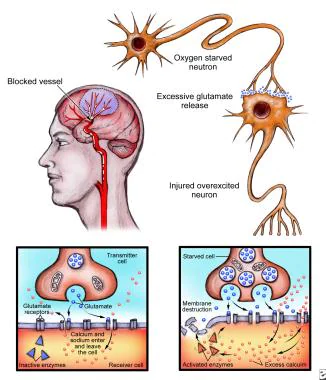 Oxygen starved
neutron
Blocked vessel
Excessive glutamate
release
Injured overexcited
neuron
Transmitter
cell
Glutamate
receptors
Glutamate
Calcium and
sodium enter
and leave
the cell
Inactive enzymes
Receiver cell
Starved cell
Membrane
destruction
Activated enzymes
Excess calcuim